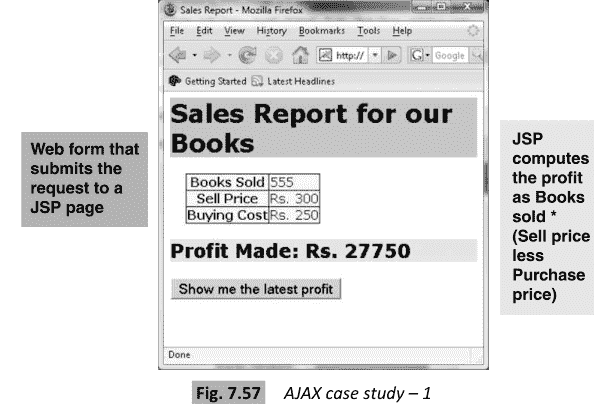 Sales Report - Mozilla Firefox
File Edit View History Bookmarks Tools Help
http://
G Google
Getting Started Latest Headlines
Sales Report for our
Books
Books Sold 555
Sell Price Rs. 300
Buying Cost Rs. 250
Profit Made: Rs. 27750
Show me the latest profit
Done
Web form that
submits the
request to a
JSP page
JSP
computes
the profit
as Books
sold *
(Sell price
less
Purchase
price)
Fig. 7.57 AJAX case study – 1